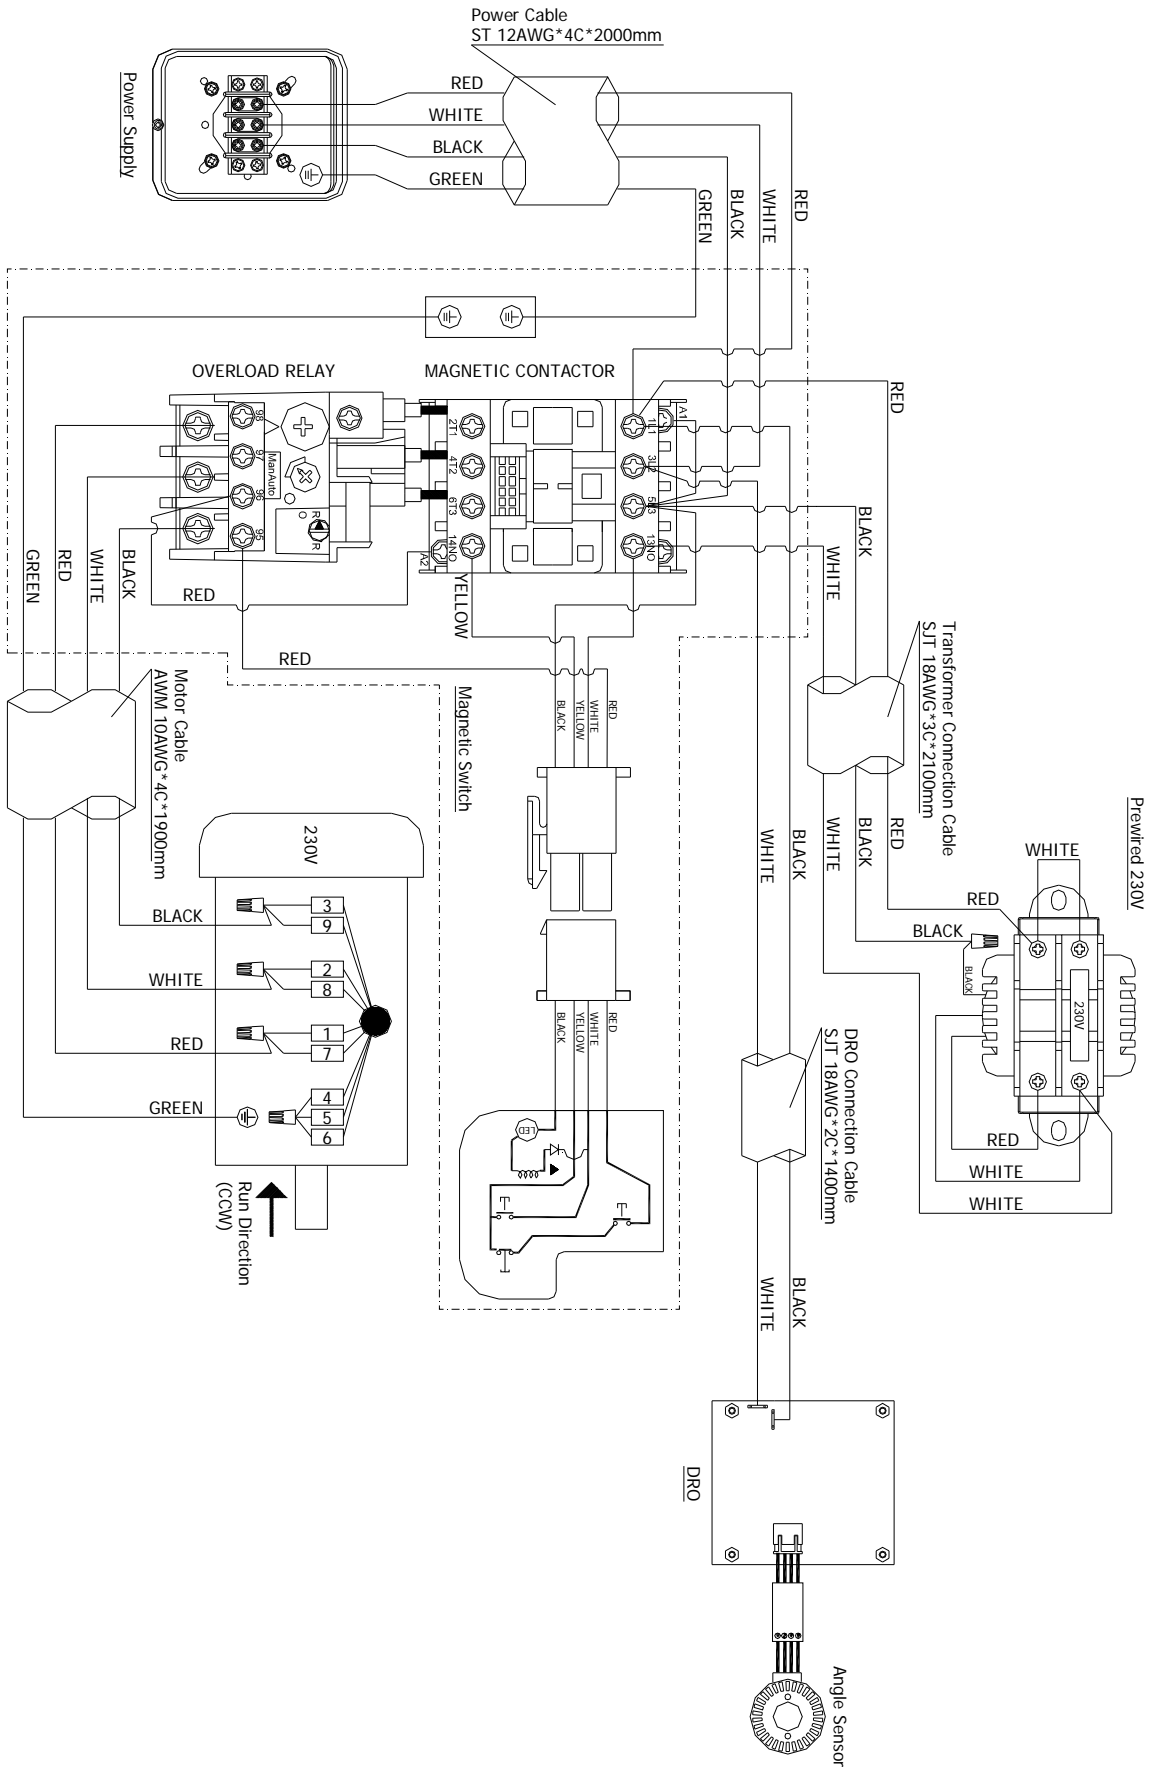 Power Cable
ST 12AWG*4C*2000mm
RED
WHITE
BLACK
GREEN
Power Supply
RED
WHITE
BLACK
GREEN
OVERLOAD RELAY
MAGNETIC CONTACTOR
RED
98
97
96
95
ManAuto
R
R
2T1
4T2
6T3
14NO
A2
A1
1L1
3L2
5L3
13NO
BLACK
WHITE
GREEN
RED
WHITE
BLACK
RED
YELLOW
RED
Transformer Connection Cable
SJT 18AWG*3C*2100mm
Motor Cable
AWM 10AWG*4C*1900mm
Magnetic Switch
BLACK
YELLOW
WHITE
RED
WHITE
BLACK
WHITE
BLACK
RED
Prewired 230V
WHITE
RED
BLACK
BLACK
230V
RED
WHITE
WHITE
230V
BLACK
3
9
WHITE
2
8
RED
1
7
GREEN
4
5
6
Run Direction
(CCW)
BLACK
YELLOW
WHITE
RED
LED
DRO Connection Cable
SJT 18AWG*2C*1400mm
WHITE
BLACK
DRO
Angle Sensor